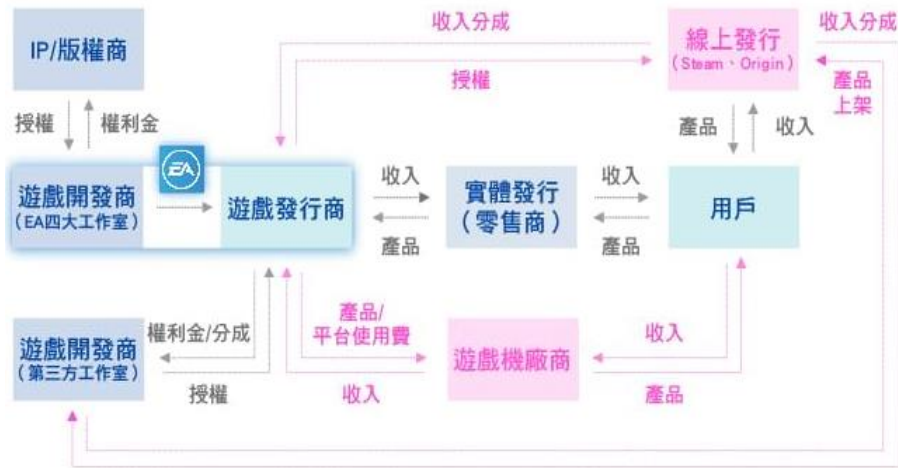 收入分成
IP/版權商
線上發行
(Steam、Origin)
收入分成
授權
產品
上架
授權
權利金
產品
收入
EA
遊戲開發商
(EA四大工作室)
遊戲發行商
收入
產品
實體發行
(零售商)
收入
產品
用戶
遊戲開發商
(第三方工作室)
權利金/分成
授權
產品/
平台使用費
收入
遊戲機廠商
收入
產品